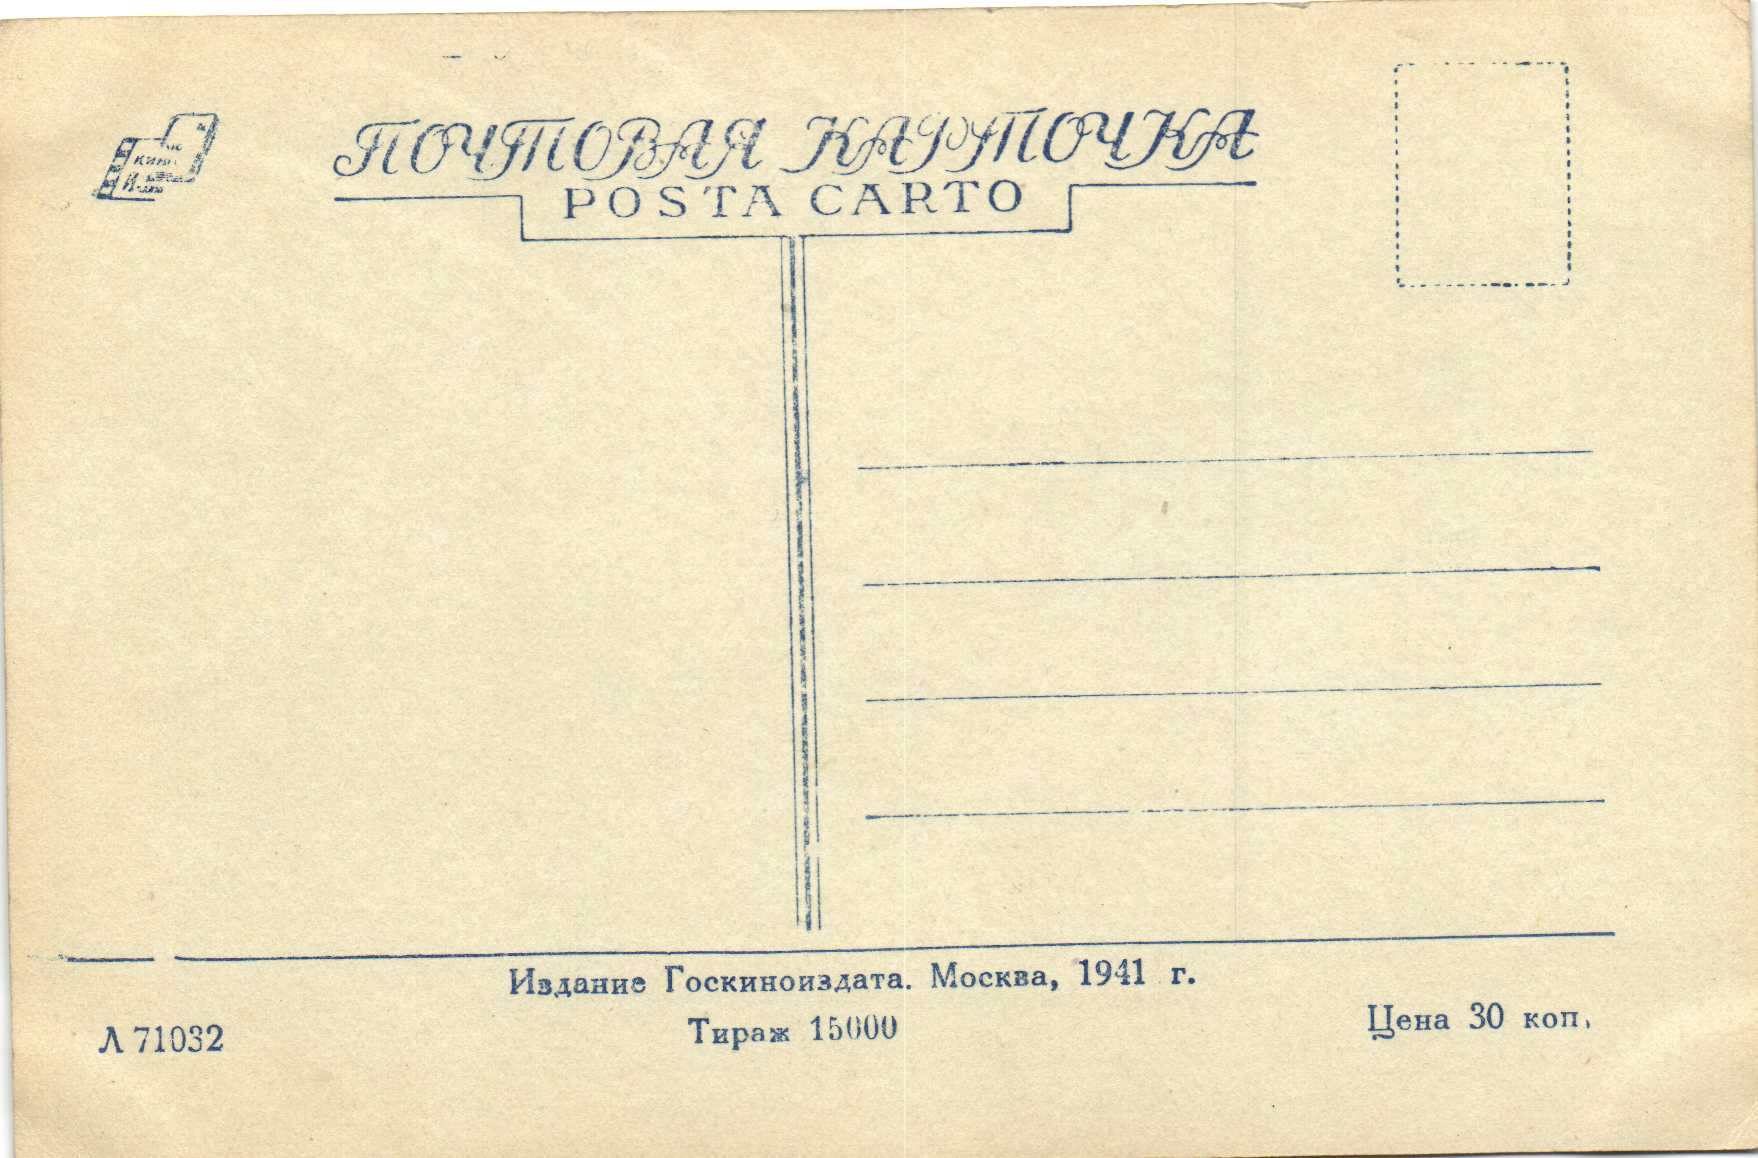 ПОЧТОВАЯ КАРТОЧКА
POSTA CARTO
Издание Госкиноиздата. Москва, 1941 г.
Л 71032
Тираж 15000
Цена 30 коп.